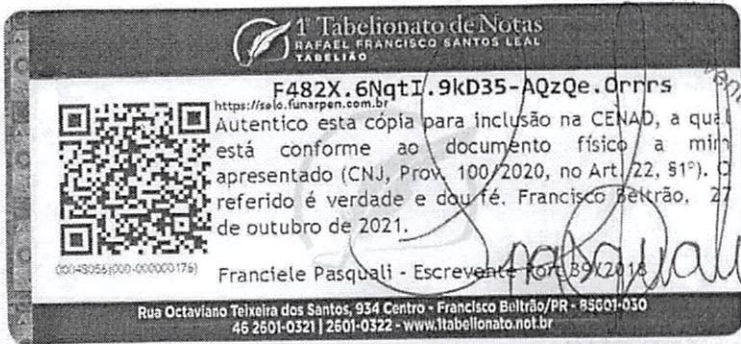 1º Tabelionato de Notas
RAFAEL FRANCISCO SANTOS LEAL
TABELIÃO
F482X.6NqtI.9kD35-AQzQe.Orrrs
https://selo.funarpen.com.br
Autentico esta cópia para inclusão na CENAD, a qual
está conforme ao documento físico a mim
apresentado (CNJ, Prov. 100/2020, no Art. 22, §1º). O
referido é verdade e dou fé. Francisco Beltrão, 27
de outubro de 2021.
Franciele Pasquali - Escrevente Port 39X2018
Rua Octaviano Teixeira dos Santos, 934 Centro - Francisco Beltrão/PR - 85601-030
46 2601-0321 | 2601-0322 - www.1tabelionato.not.br